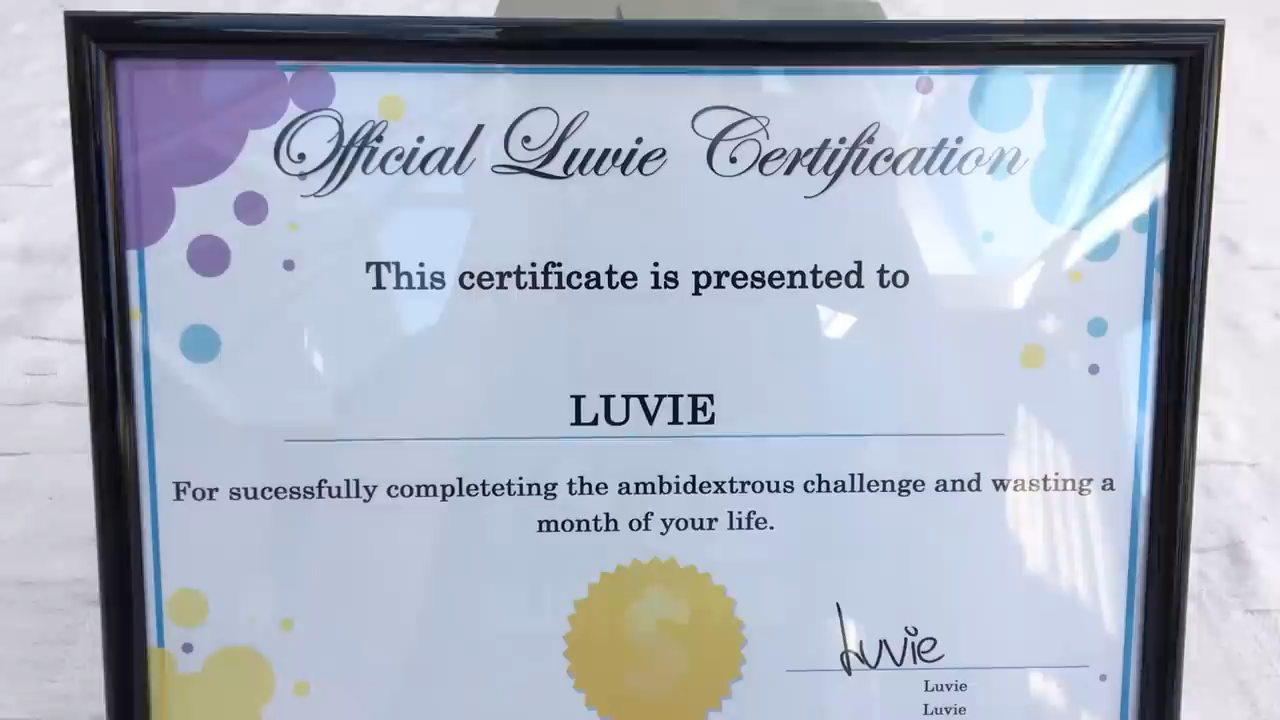 Official Luvie Certification
This certificate is presented to
LUVIE
For sucessfully completeting the ambidextrous challenge and wasting a
month of your life.
Luvie
Luvie
Luvie